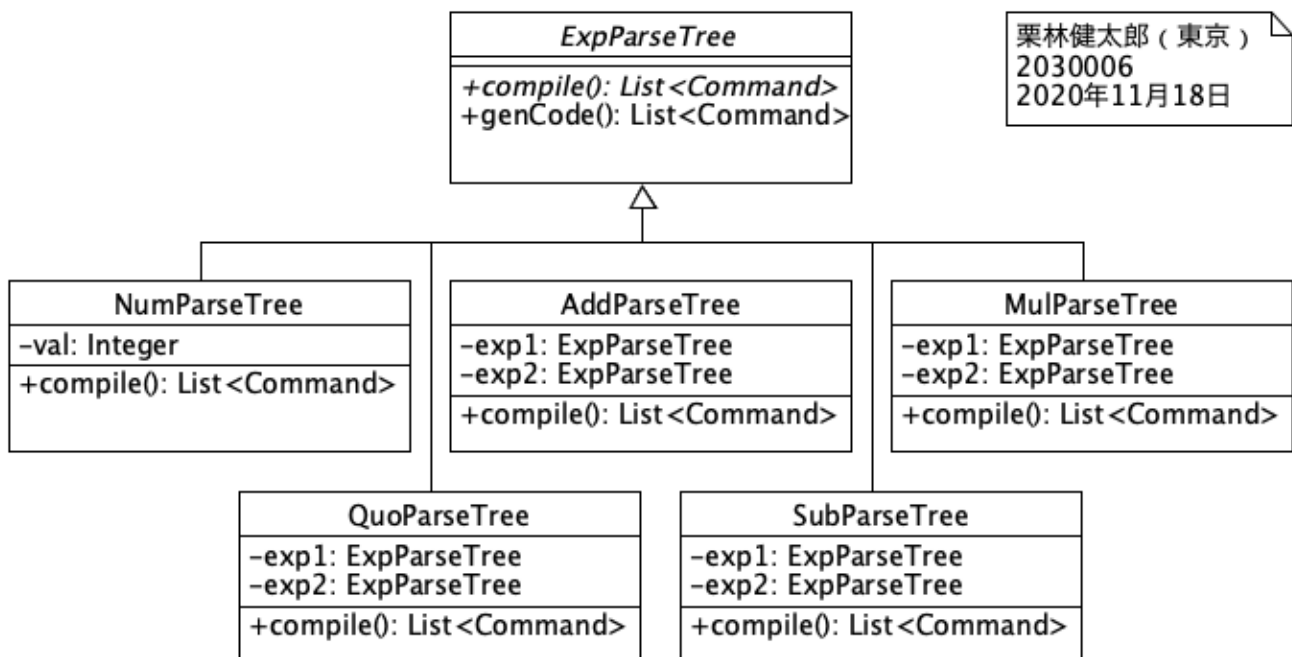 ExpParseTree
+compile(): List<Command>
+genCode(): List<Command>
栗林健太郎（東京）
2030006
2020年11月18日
NumParseTree
-val: Integer
+compile(): List<Command>
AddParseTree
-exp1: ExpParseTree
-exp2: ExpParseTree
+compile(): List<Command>
MulParseTree
-exp1: ExpParseTree
-exp2: ExpParseTree
+compile(): List<Command>
QuoParseTree
-exp1: ExpParseTree
-exp2: ExpParseTree
+compile(): List<Command>
SubParseTree
-exp1: ExpParseTree
-exp2: ExpParseTree
+compile(): List<Command>